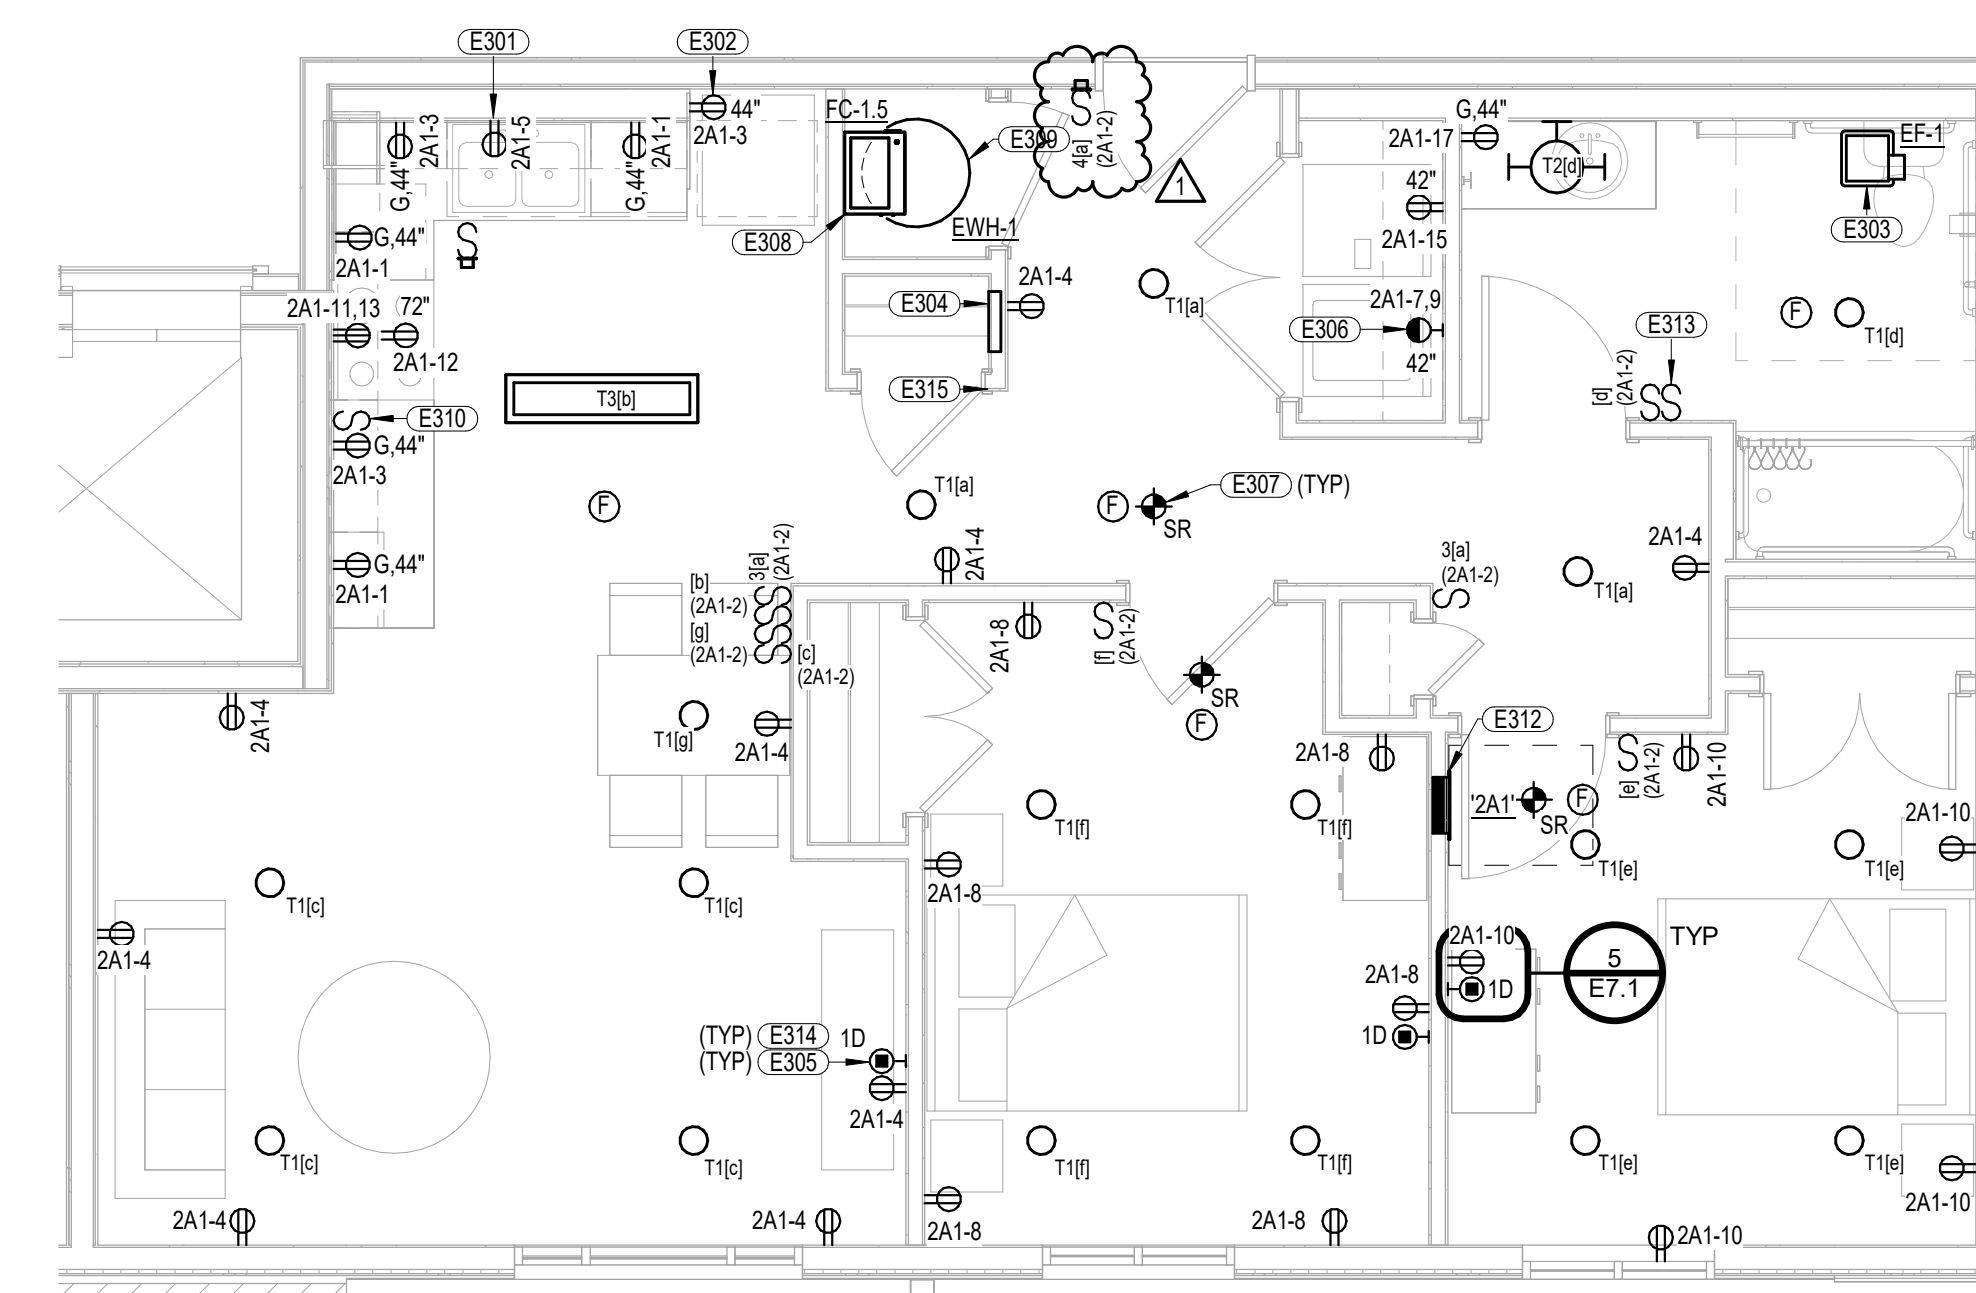 E301
E302
FC-1.5
44"
2A1-3
2A1-3
G,44"
2A1-5
2A1-1
G,44"
E309
4[a]
(2A1-2)
1
G,44"
2A1-17
T2[d]
EF-1
E303
42"
2A1-15
EWH-1
E308
G,44"
2A1-1
2A1-11,13
72"
2A1-12
E304
2A1-4
T1[a]
2A1-7,9
E306
42"
E313
F
T1[d]
[d]
(2A1-2)
T3[b]
E315
E310
G,44"
2A1-3
F
T1[a]
F
E307 (TYP)
SR
G,44"
2A1-1
[b]
(2A1-2)
[g]
(2A1-2)
3[a]
(2A1-2)
[c]
(2A1-2)
2A1-4
2A1-8
[f]
(2A1-2)
3[a]
(2A1-2)
2A1-4
T1[a]
SR
F
2A1-4
T1[g]
2A1-4
2A1-8
E312
'2A1'
SR
F
[e]
(2A1-2)
2A1-10
T1[f]
T1[f]
T1[e]
T1[e]
2A1-10
T1[c]
T1[c]
2A1-8
2A1-4
2A1-8
2A1-10
1D
5
E7.1
TYP
(TYP) E314
1D
(TYP) E305
2A1-4
1D
T1[c]
T1[c]
T1[f]
T1[f]
T1[e]
T1[e]
2A1-4
2A1-4
2A1-8
2A1-8
2A1-10
2A1-10